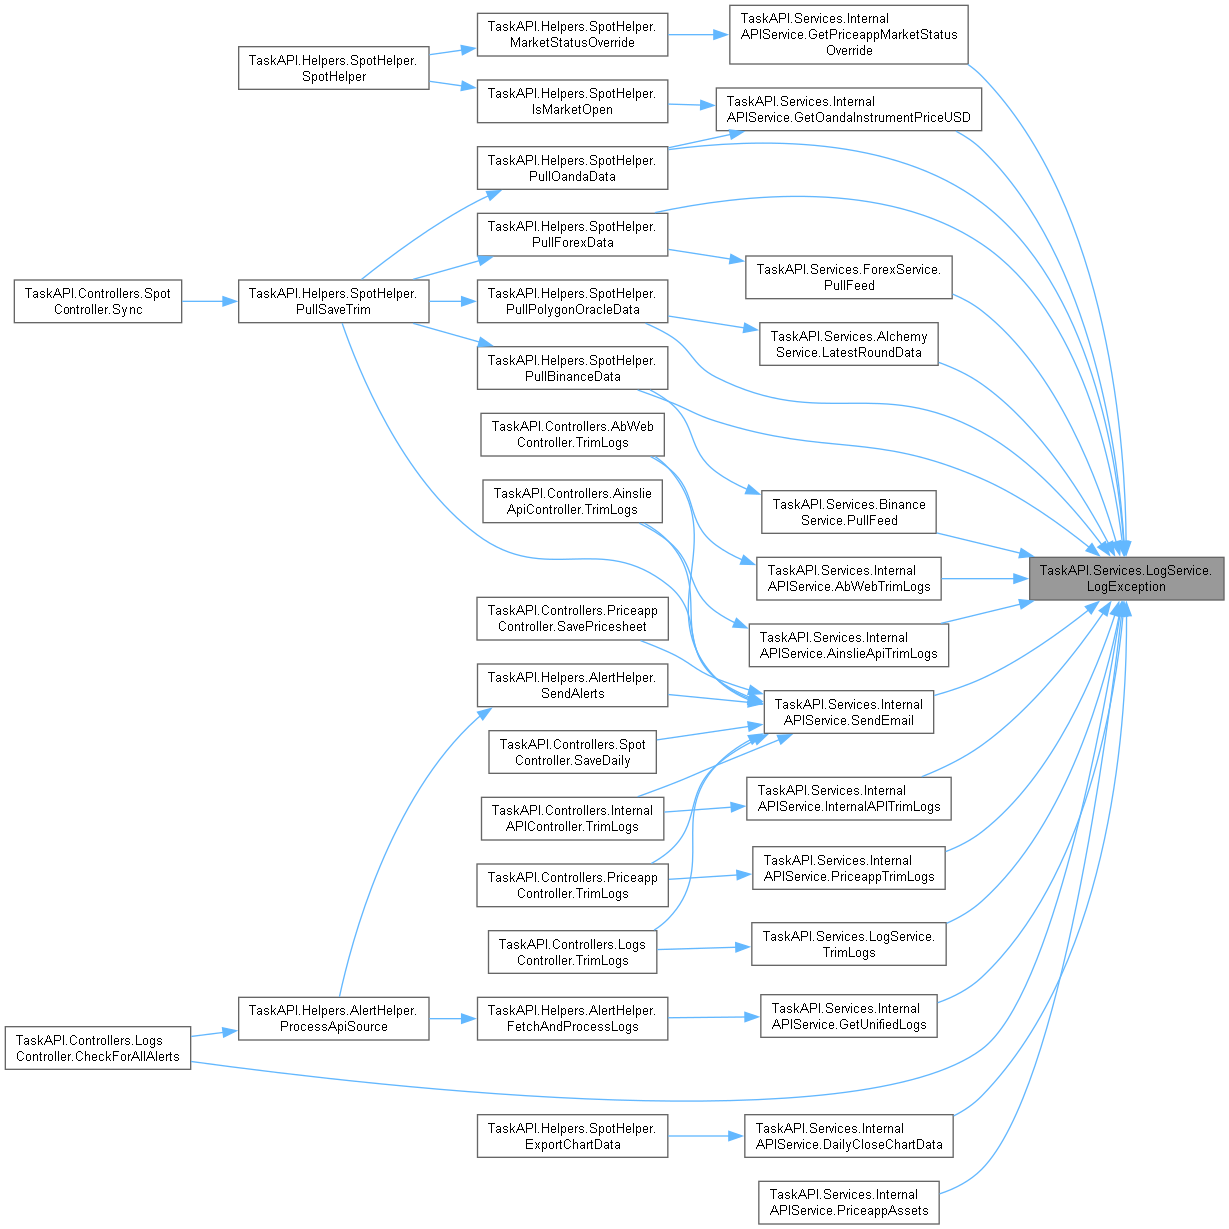 TaskAPI.Helpers.SpotHelper.
SpotHelper
TaskAPI.Helpers.SpotHelper.
MarketStatusOverride
TaskAPI.Services.Internal
APIService.GetPriceappMarketStatus
Override
TaskAPI.Helpers.SpotHelper.
IsMarketOpen
TaskAPI.Services.Internal
APIService.GetOandaInstrumentPriceUSD
TaskAPI.Helpers.SpotHelper.
PullOandaData
TaskAPI.Helpers.SpotHelper.
PullForexData
TaskAPI.Services.ForexService.
PullFeed
TaskAPI.Controllers.Spot
Controller.Sync
TaskAPI.Helpers.SpotHelper.
PullSaveTrim
TaskAPI.Helpers.SpotHelper.
PullPolygonOracleData
TaskAPI.Services.Alchemy
Service.LatestRoundData
TaskAPI.Helpers.SpotHelper.
PullBinanceData
TaskAPI.Controllers.AbWeb
Controller.TrimLogs
TaskAPI.Controllers.Ainslie
ApiController.TrimLogs
TaskAPI.Services.Binance
Service.PullFeed
TaskAPI.Services.Internal
APIService.AbWebTrimLogs
TaskAPI.Services.LogService.
LogException
TaskAPI.Controllers.Priceapp
Controller.SavePricesheet
TaskAPI.Services.Internal
APIService.AinslieApiTrimLogs
TaskAPI.Helpers.AlertHelper.
SendAlerts
TaskAPI.Services.Internal
APIService.SendEmail
TaskAPI.Controllers.Spot
Controller.SaveDaily
TaskAPI.Controllers.Internal
APIController.TrimLogs
TaskAPI.Services.Internal
APIService.InternalAPITrimLogs
TaskAPI.Controllers.Priceapp
Controller.TrimLogs
TaskAPI.Services.Internal
APIService.PriceappTrimLogs
TaskAPI.Controllers.Logs
Controller.TrimLogs
TaskAPI.Services.LogService.
TrimLogs
TaskAPI.Helpers.AlertHelper.
ProcessApiSource
TaskAPI.Helpers.AlertHelper.
FetchAndProcessLogs
TaskAPI.Services.Internal
APIService.GetUnifiedLogs
TaskAPI.Controllers.Logs
Controller.CheckForAllAlerts
TaskAPI.Helpers.SpotHelper.
ExportChartData
TaskAPI.Services.Internal
APIService.DailyCloseChartData
TaskAPI.Services.Internal
APIService.PriceappAssets